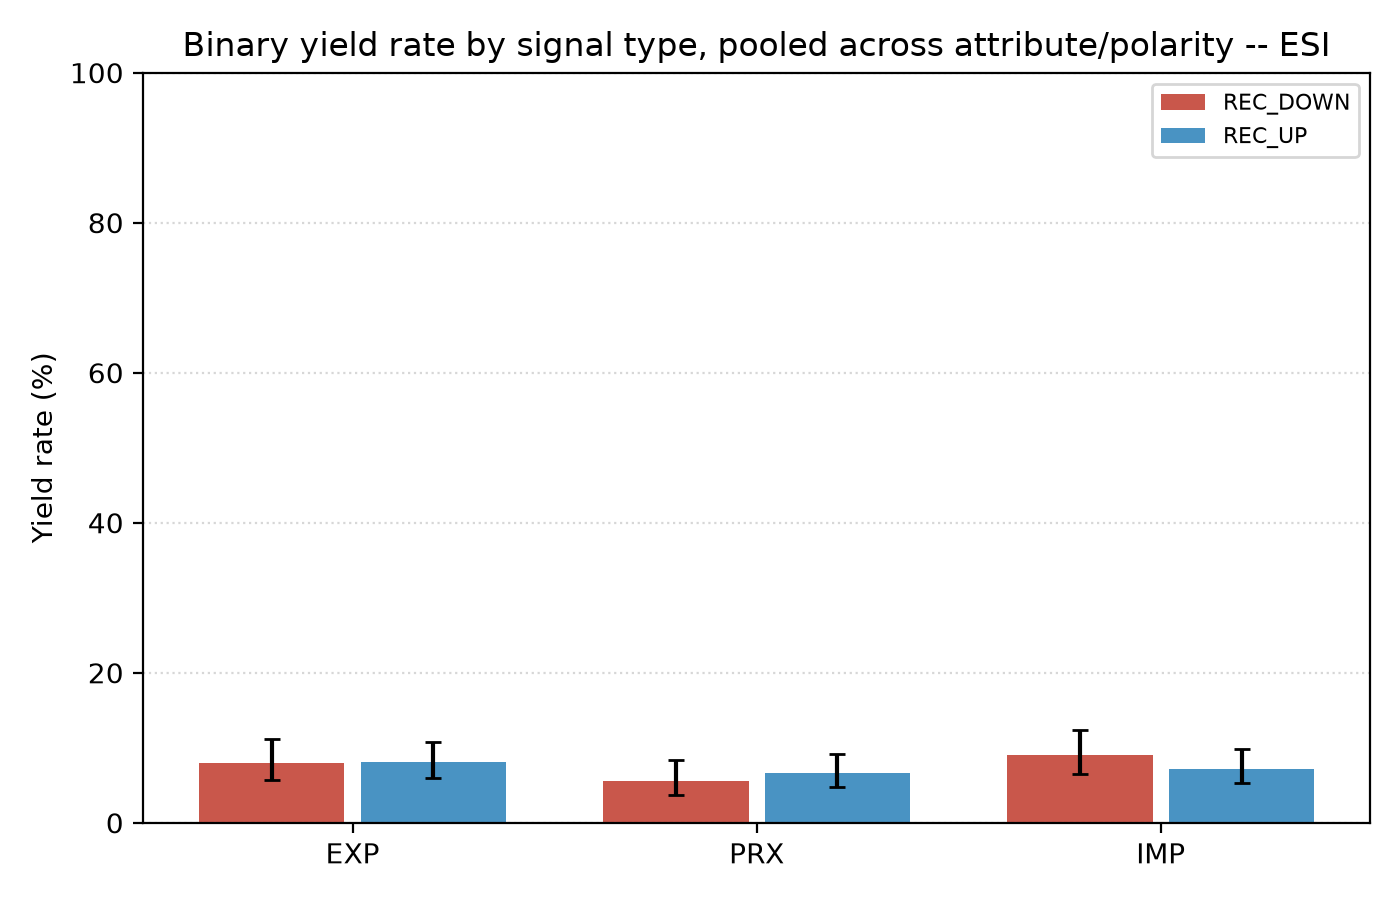 Binary yield rate by signal type, pooled across attribute/polarity -- ESI
REC_DOWN
REC_UP
Yield rate (%)
100
80
60
40
20
0
EXP
PRX
IMP